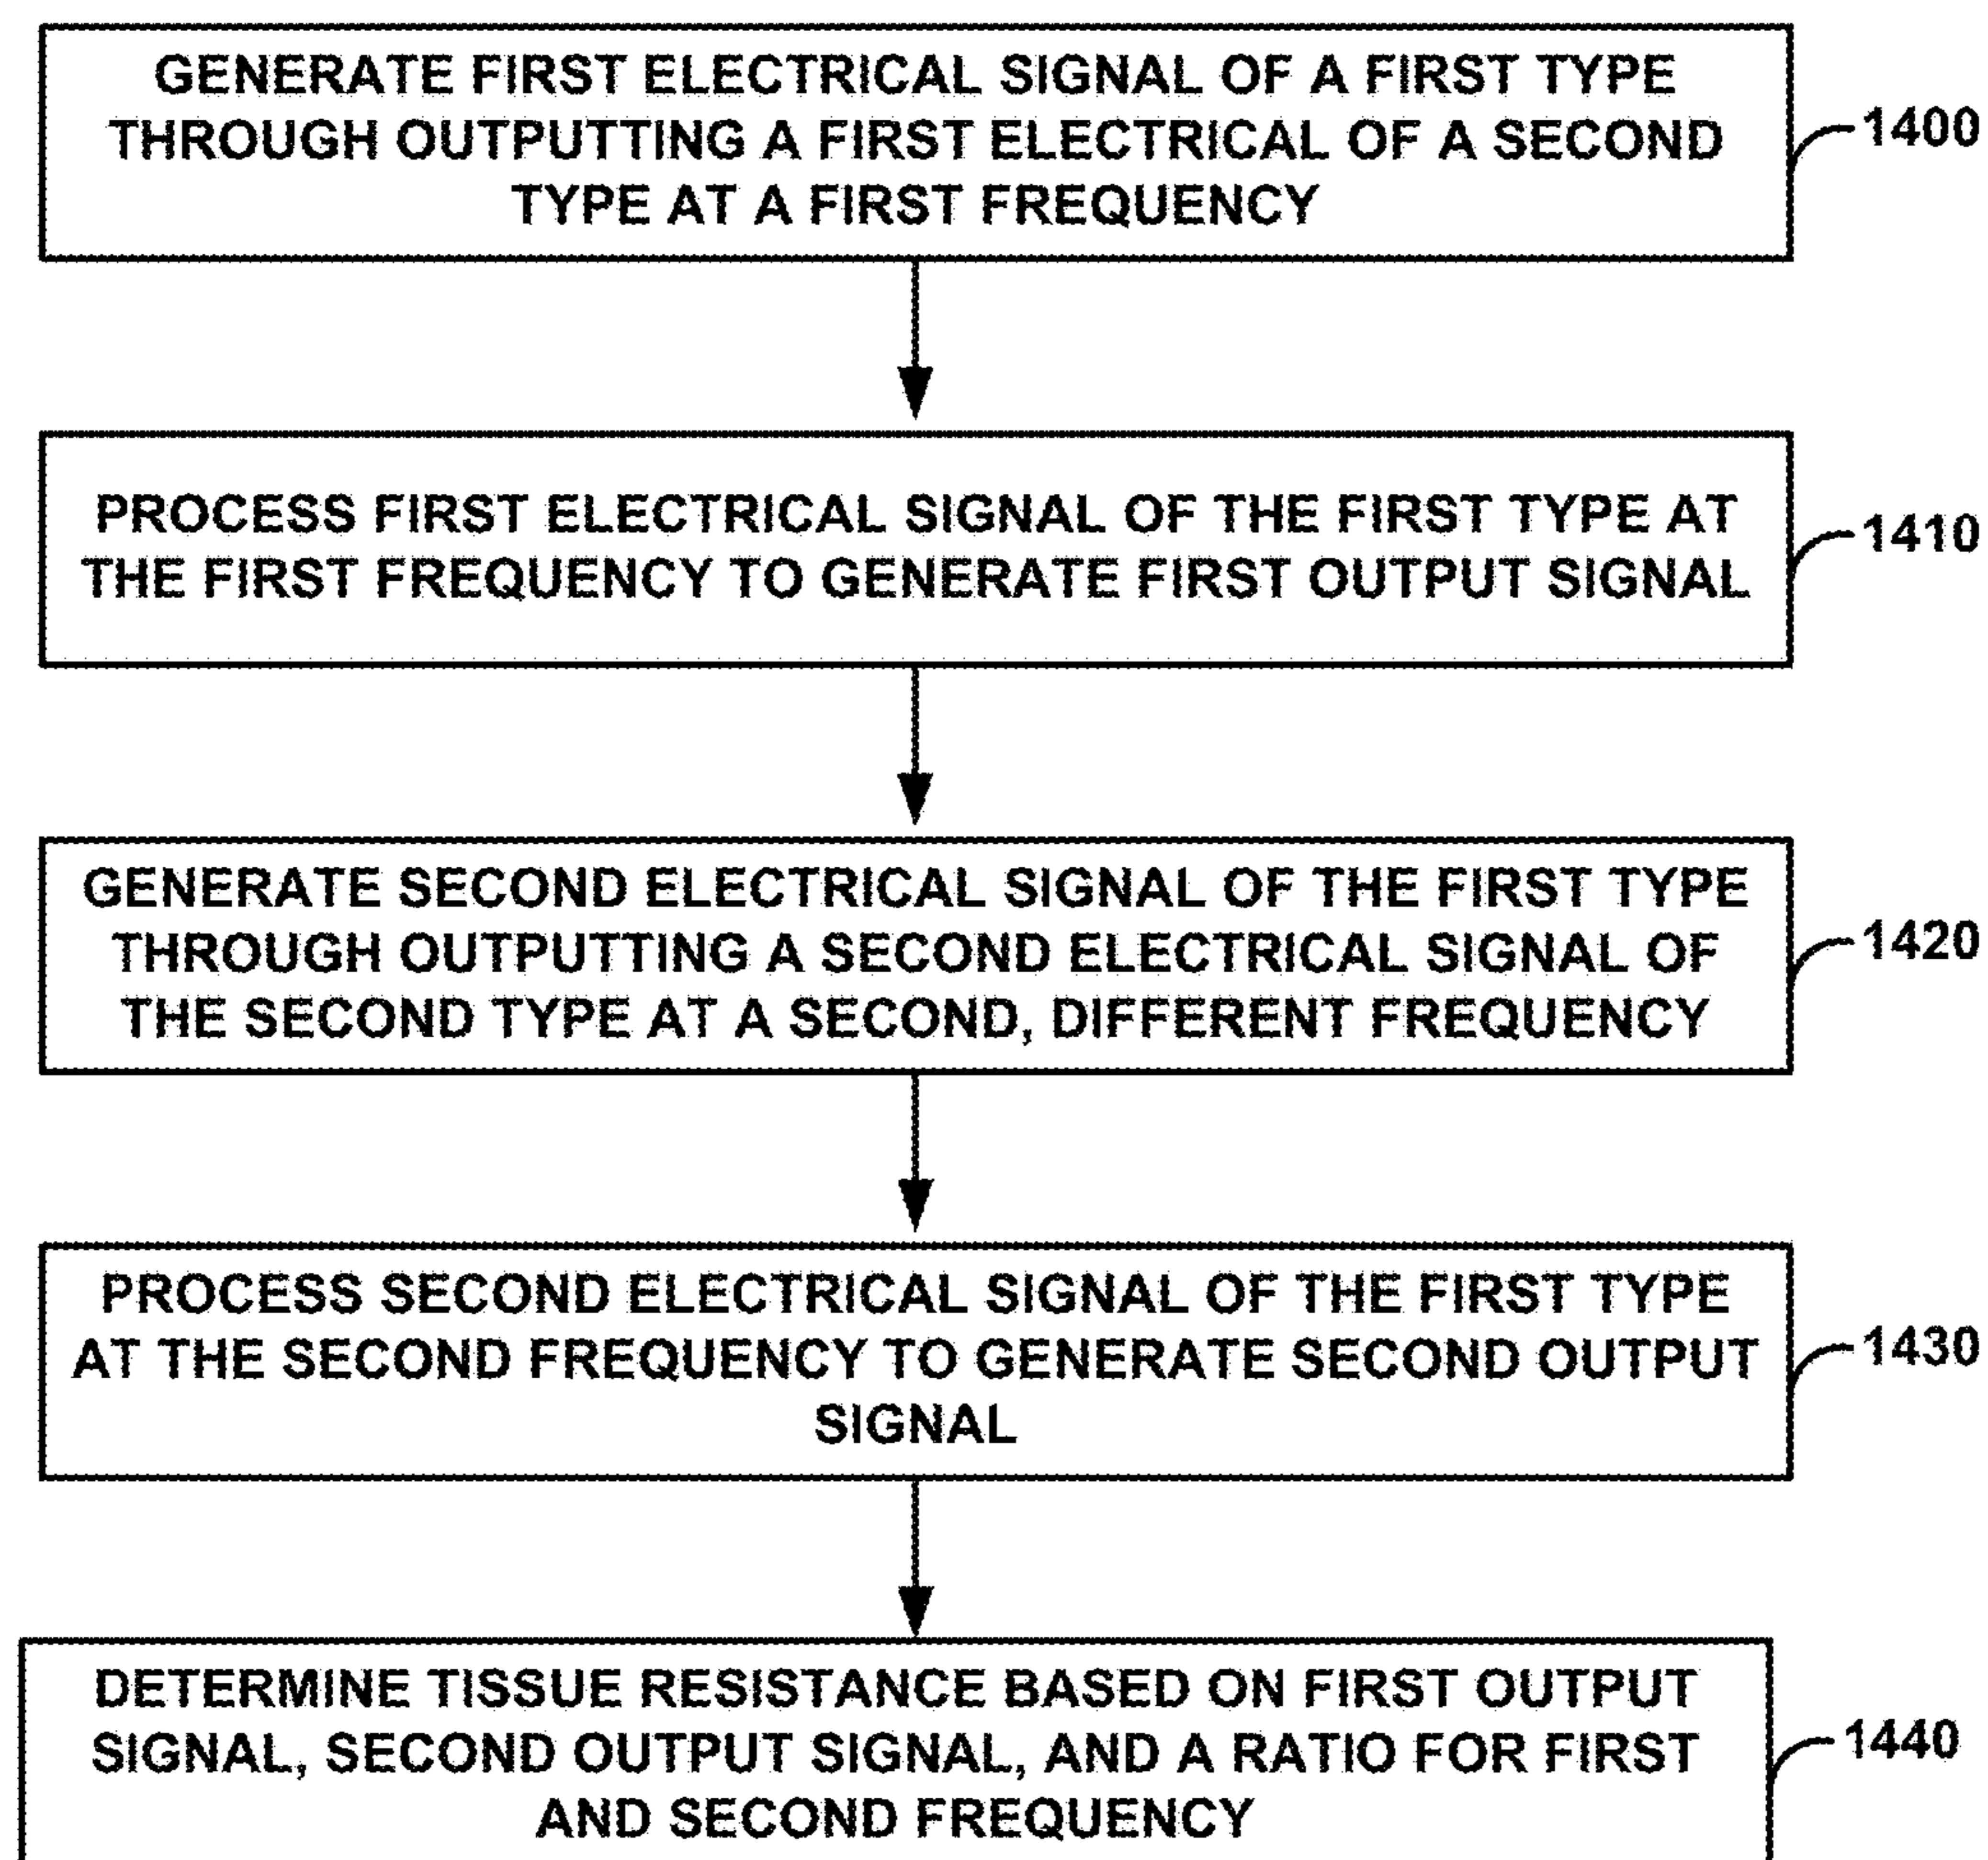 GENERATE FIRST ELECTRICAL SIGNAL OF A FIRST TYPE
THROUGH OUTPUTTING A FIRST ELECTRICAL OF A SECOND
TYPE AT A FIRST FREQUENCY
1400
PROCESS FIRST ELECTRICAL SIGNAL OF THE FIRST TYPE AT
THE FIRST FREQUENCY TO GENERATE FIRST OUTPUT SIGNAL
1410
GENERATE SECOND ELECTRICAL SIGNAL OF THE FIRST TYPE
THROUGH OUTPUTTING A SECOND ELECTRICAL SIGNAL OF
THE SECOND TYPE AT A SECOND, DIFFERENT FREQUENCY
1420
PROCESS SECOND ELECTRICAL SIGNAL OF THE FIRST TYPE
AT THE SECOND FREQUENCY TO GENERATE SECOND OUTPUT
SIGNAL
1430
DETERMINE TISSUE RESISTANCE BASED ON FIRST OUTPUT
SIGNAL, SECOND OUTPUT SIGNAL, AND A RATIO FOR FIRST
AND SECOND FREQUENCY
1440